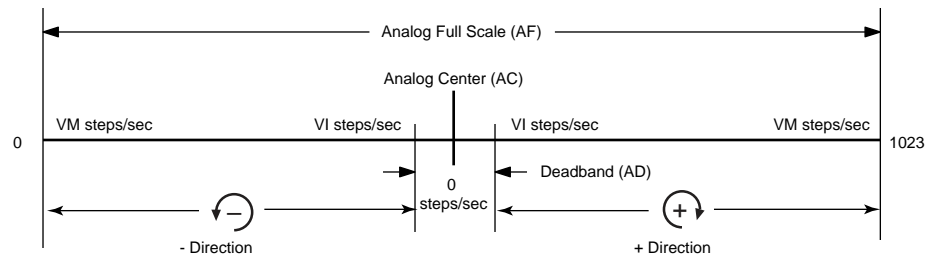 Analog Full Scale (AF)
Analog Center (AC)
VM steps/sec VI steps/sec VI steps/sec VM steps/sec
0 1023
Deadband (AD)
0
steps/sec
− +
- Direction + Direction